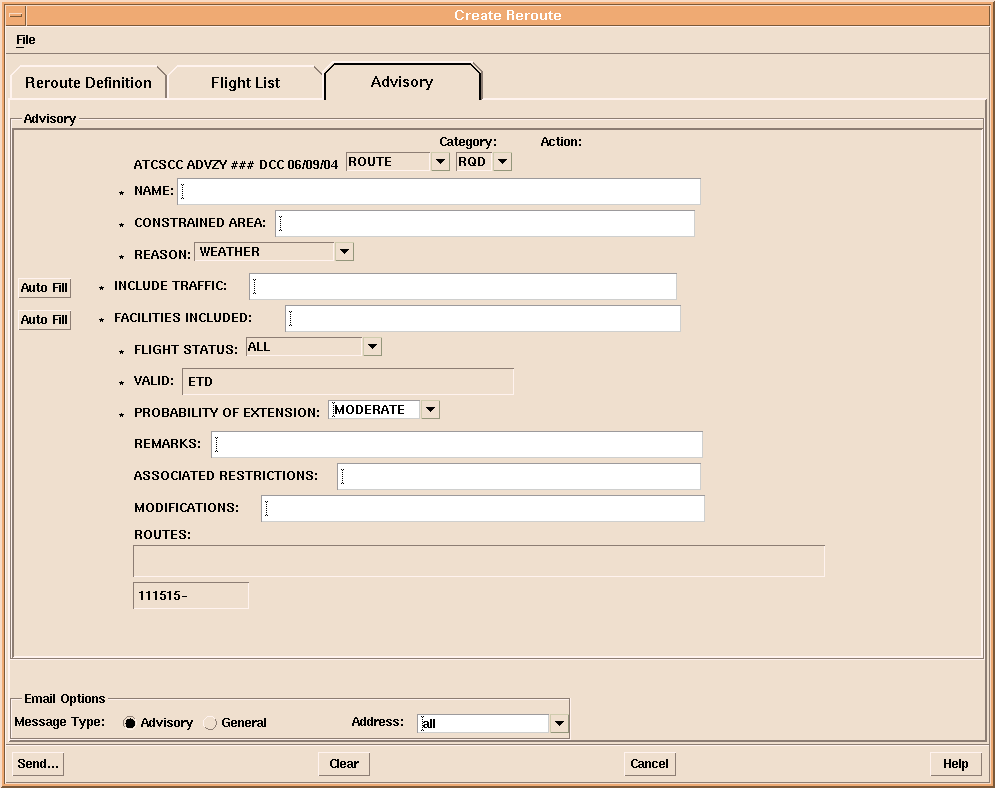 Create Reroute
File
Reroute Definition Flight List Advisory
Advisory
Category: Action:
ATCSCC ADVZY ### DCC 06/09/04 ROUTE RQD
* NAME:
* CONSTRAINED AREA:
* REASON: WEATHER
Auto Fill * INCLUDE TRAFFIC:
Auto Fill * FACILITIES INCLUDED:
* FLIGHT STATUS: ALL
* VALID: ETD
* PROBABILITY OF EXTENSION: MODERATE
REMARKS:
ASSOCIATED RESTRICTIONS:
MODIFICATIONS:
ROUTES:
111515-
Email Options
Message Type: Advisory General Address: all
Send... Clear Cancel Help